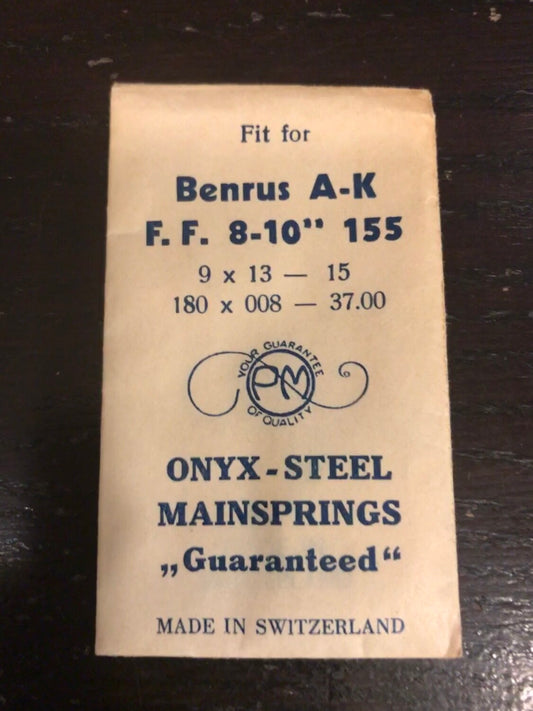 Fit for
Benrus A-K
F. F. 8-10" 155
9 x 13 — 15
180 x 008 — 37.00
YOUR GUARANTEE
PM
OF QUALITY
ONYX-STEEL
MAINSPRINGS
„Guaranteed“
MADE IN SWITZERLAND